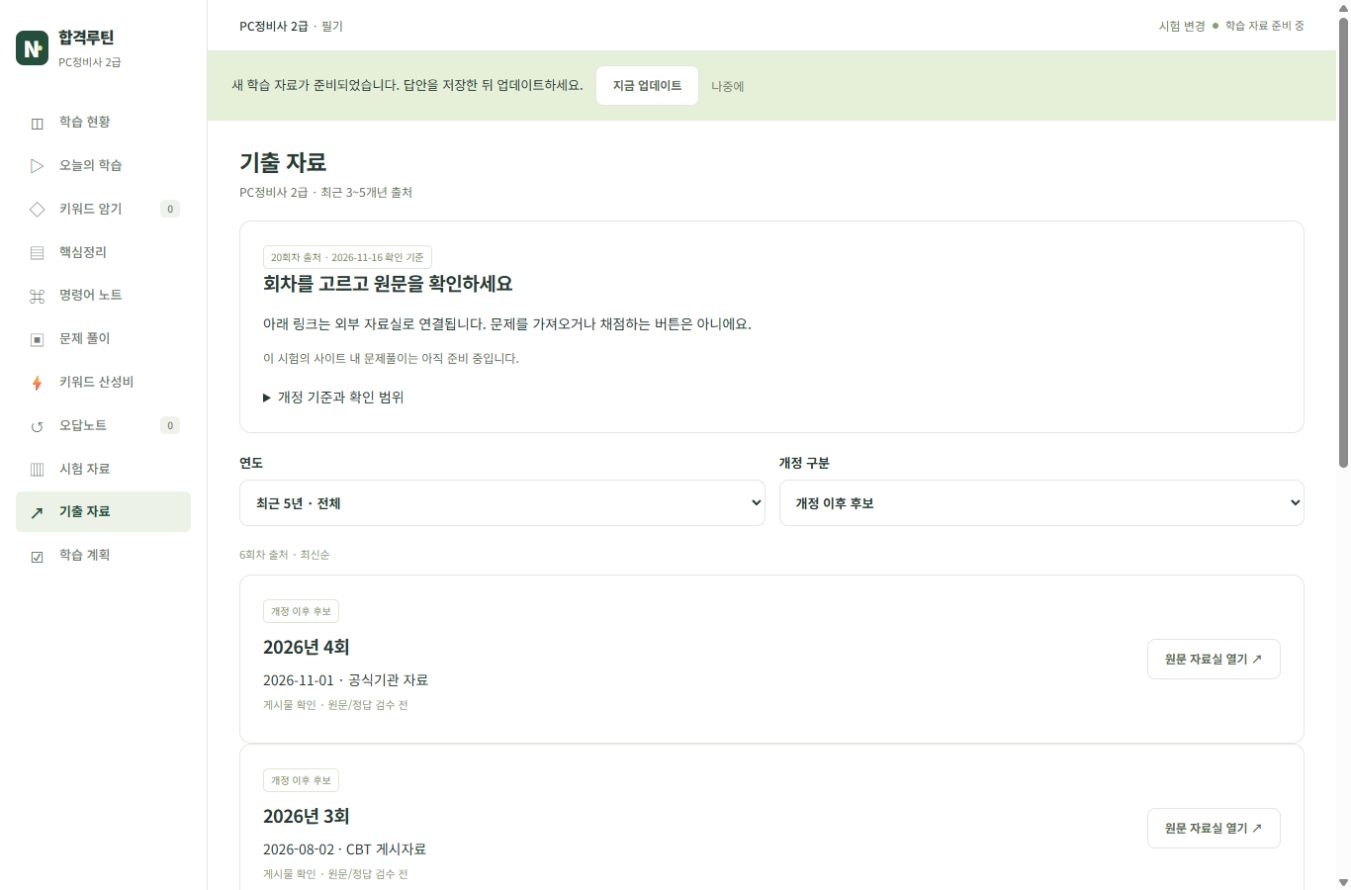 합격루틴
PC정비사 2급
학습 현황
오늘의 학습
키워드 암기 0
핵심정리
명령어 노트
문제 풀이
키워드 산성비
오답노트 0
시험 자료
기출 자료
학습 계획
PC정비사 2급 · 필기
시험 변경 학습 자료 준비 중
새 학습 자료가 준비되었습니다. 답안을 저장한 뒤 업데이트하세요. 지금 업데이트 나중에
기출 자료
PC정비사 2급 · 최근 3~5개년 출처
20회차 출처 · 2026-11-16 확인 기준
회차를 고르고 원문을 확인하세요
아래 링크는 외부 자료실로 연결됩니다. 문제를 가져오거나 채점하는 버튼은 아니에요.
이 시험의 사이트 내 문제풀이는 아직 준비 중입니다.
▶ 개정 기준과 확인 범위
연도 개정 구분
최근 5년 · 전체 개정 이후 후보
6회차 출처 · 최신순
개정 이후 후보
2026년 4회
2026-11-01 · 공식기관 자료
게시물 확인 · 원문/정답 검수 전
원문 자료실 열기 ↗
개정 이후 후보
2026년 3회
2026-08-02 · CBT 게시자료
게시물 확인 · 원문/정답 검수 전
원문 자료실 열기 ↗